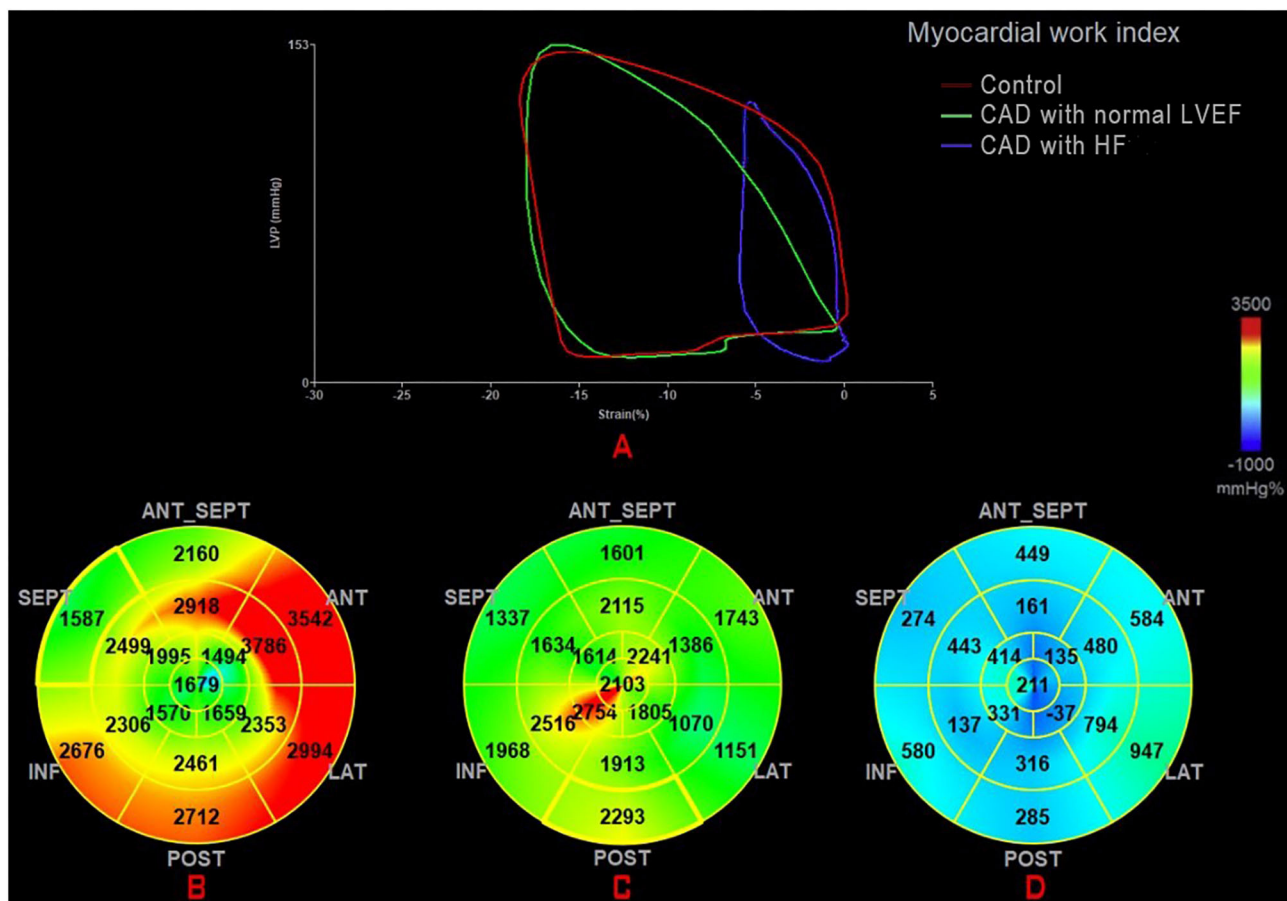 Myocardial work index
Control
CAD with normal LVEF
CAD with HF
153
LVP (mmHg)
0
-30 -25 -20 -15 -10 -5 0 5
Strain(%)
A
3500
-1000
mmHg%
ANT_SEPT
SEPT
ANT
INF
LAT
POST
2160
1587
3542
2918
2499
3786
1995
1494
1679
1570
1659
2306
2353
2676
2994
2461
2712
B
ANT_SEPT
SEPT
ANT
INF
LAT
POST
1601
1337
1743
2115
1634
1386
1614
2241
2103
2754
1805
2516
1070
1968
1151
1913
2293
C
ANT_SEPT
SEPT
ANT
INF
LAT
POST
449
274
584
161
443
480
414
135
211
331
-37
137
794
580
947
316
285
D